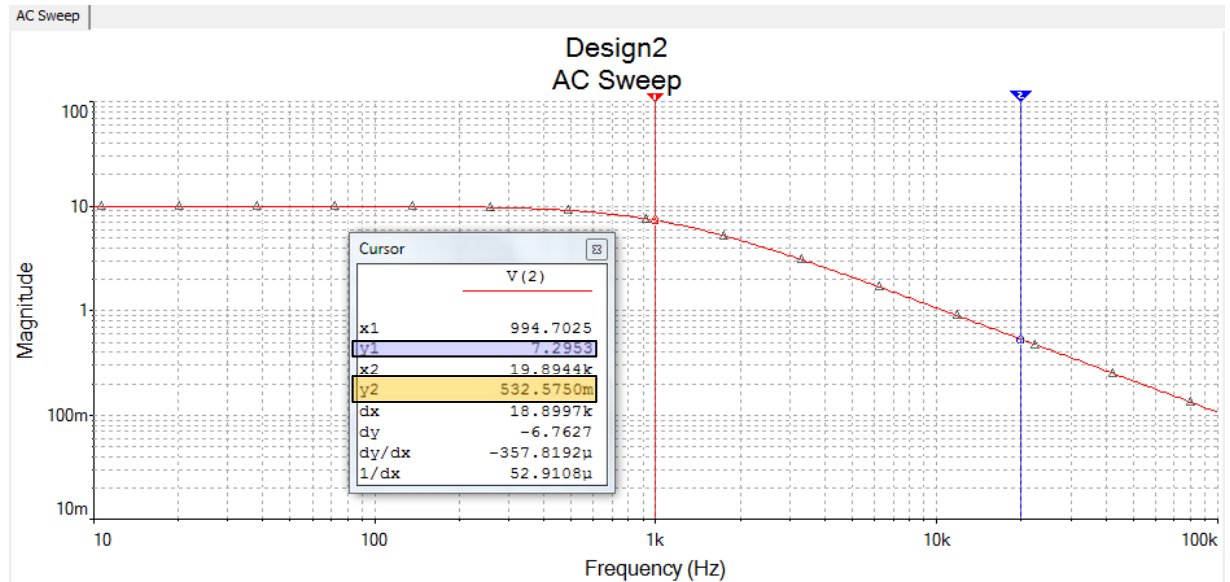 AC Sweep
Design2
AC Sweep
1
2
100
10
1
100m
10m
Magnitude
Cursor
V(2)
x1 994.7025
y1 7.2953
x2 19.8944k
y2 532.5750m
dx 18.8997k
dy -6.7627
dy/dx -357.8192µ
1/dx 52.9108µ
10 100 1k 10k 100k
Frequency (Hz)